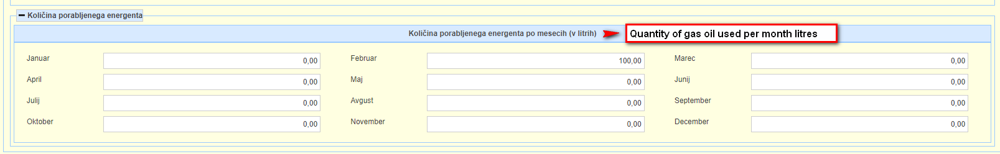 Količina porabljenega energenta
Količina porabljenega energenta po mesecih (v litrih) Quantity of gas oil used per month litres
Januar 0,00 Februar 100,00 Marec 0,00
April 0,00 Maj 0,00 Junij 0,00
Julij 0,00 Avgust 0,00 September 0,00
Oktober 0,00 November 0,00 December 0,00